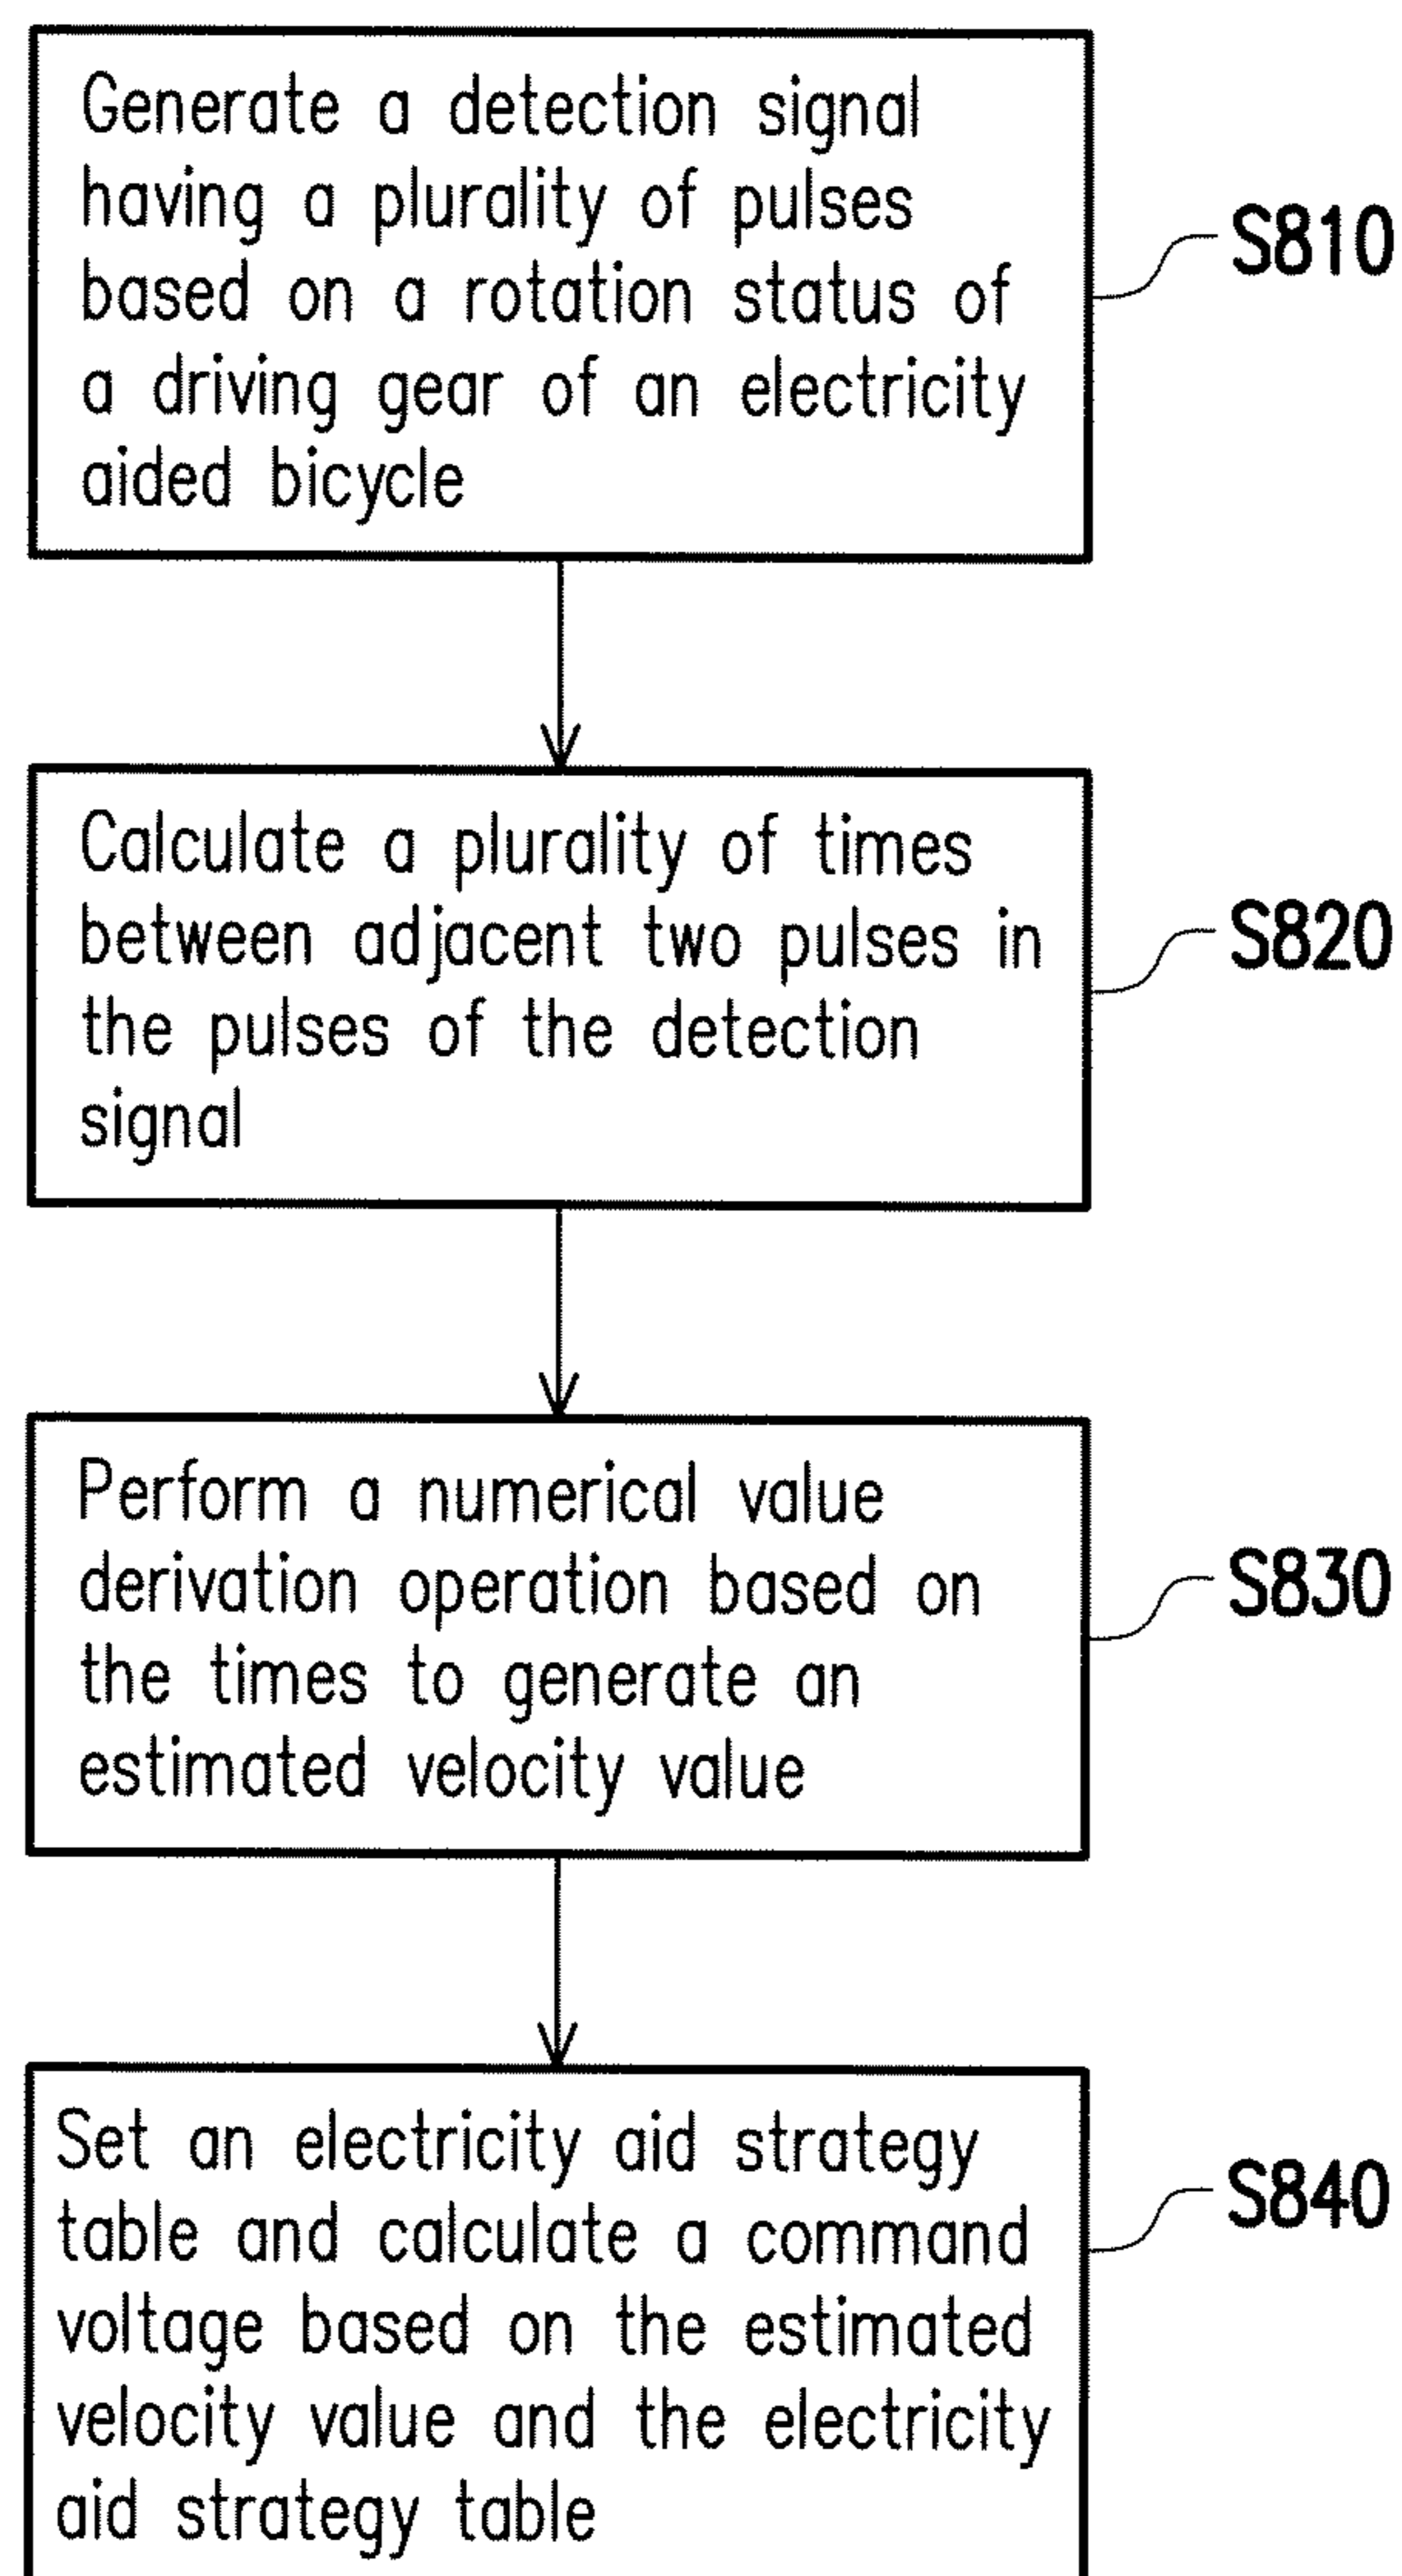 Generate a detection signal
having a plurality of pulses
based on a rotation status of
a driving gear of an electricity
aided bicycle
S810
Calculate a plurality of times
between adjacent two pulses in
the pulses of the detection
signal
S820
Perform a numerical value
derivation operation based on
the times to generate an
estimated velocity value
S830
Set an electricity aid strategy
table and calculate a command
voltage based on the estimated
velocity value and the electricity
aid strategy table
S840